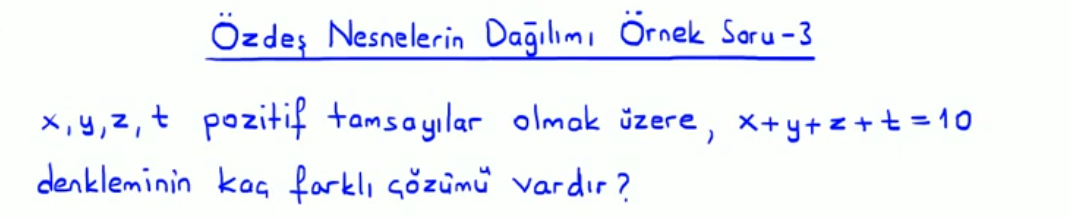 Özdeş Nesnelerin Dağılımı Örnek Soru-3
x, y, z, t pozitif tamsayılar olmak üzere, x+y+z+t=10
denkleminin kaç farklı çözümü vardır?